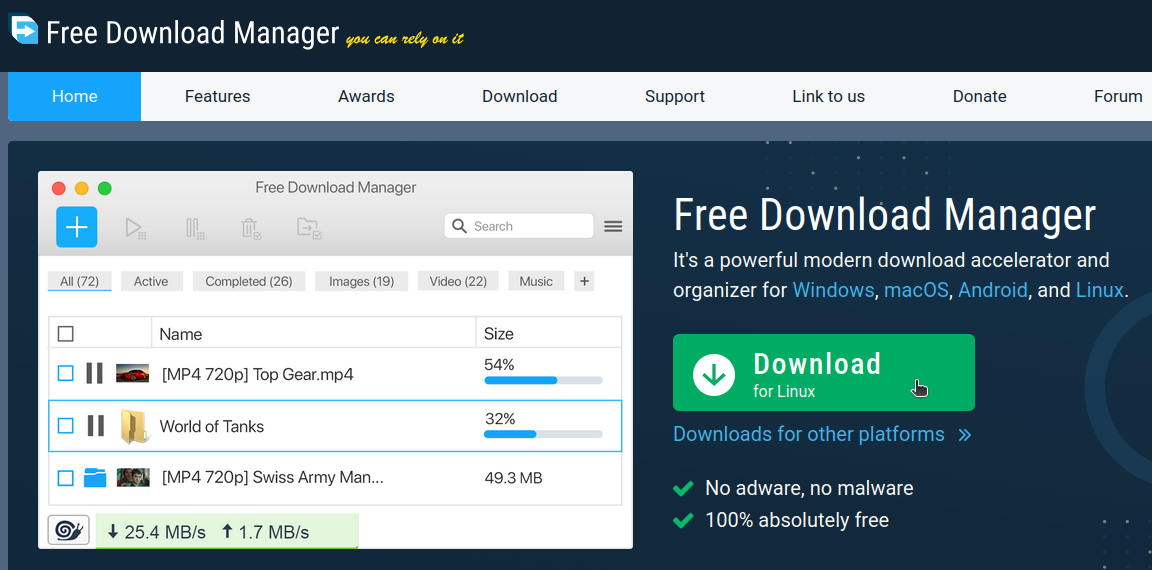 Free Download Manager you can rely on it
Home Features Awards Download Support Link to us Donate Forum
Free Download Manager
Search
All (72) Active Completed (26) Images (19) Video (22) Music +
Name Size
[MP4 720p] Top Gear.mp4 54%
World of Tanks 32%
[MP4 720p] Swiss Army Man... 49.3 MB
25.4 MB/s 1.7 MB/s
Free Download Manager
It's a powerful modern download accelerator and
organizer for Windows, macOS, Android, and Linux.
Download
for Linux
Downloads for other platforms »
No adware, no malware
100% absolutely free